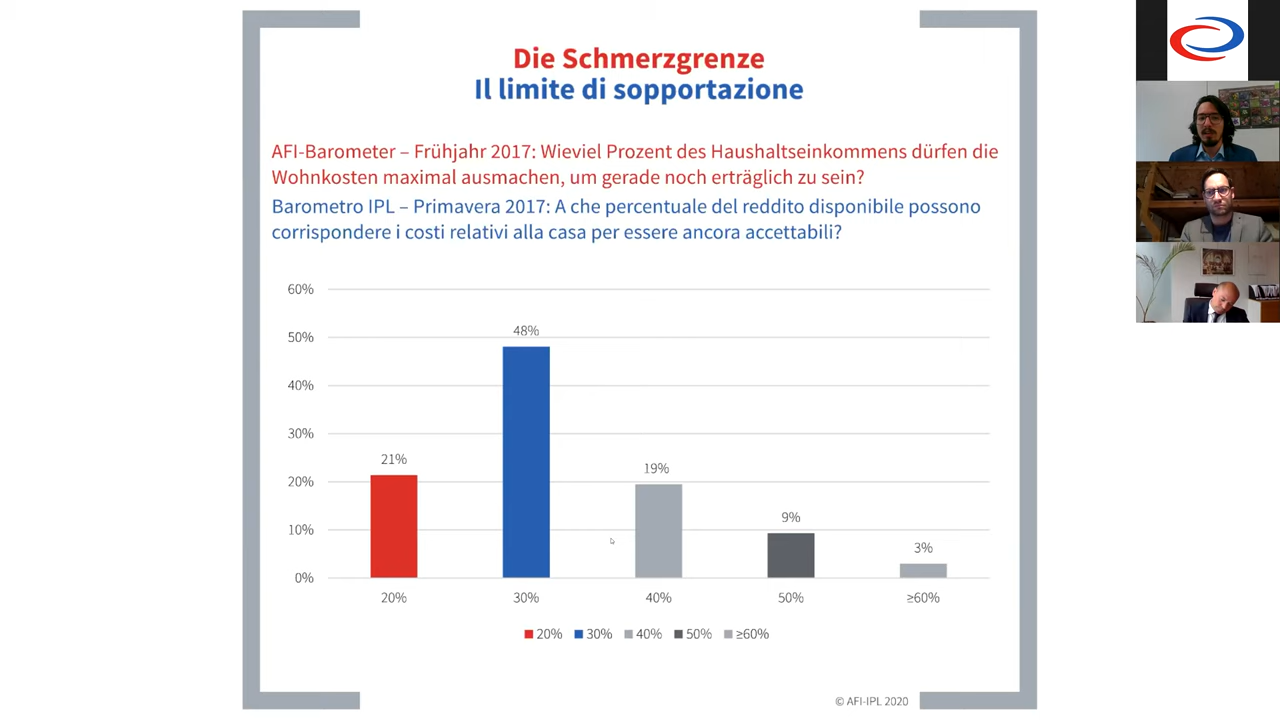 Die Schmerzgrenze
Il limite di sopportazione
AFI-Barometer – Frühjahr 2017: Wieviel Prozent des Haushaltseinkommens dürfen die
Wohnkosten maximal ausmachen, um gerade noch erträglich zu sein?
Barometro IPL – Primavera 2017: A che percentuale del reddito disponibile possono
corrispondere i costi relativi alla casa per essere ancora accettabili?
60%
50%
40%
30%
20%
10%
0%
21%
48%
19%
9%
3%
20% 30% 40% 50% ≥60%
20% 30% 40% 50% ≥60%
© AFI-IPL 2020